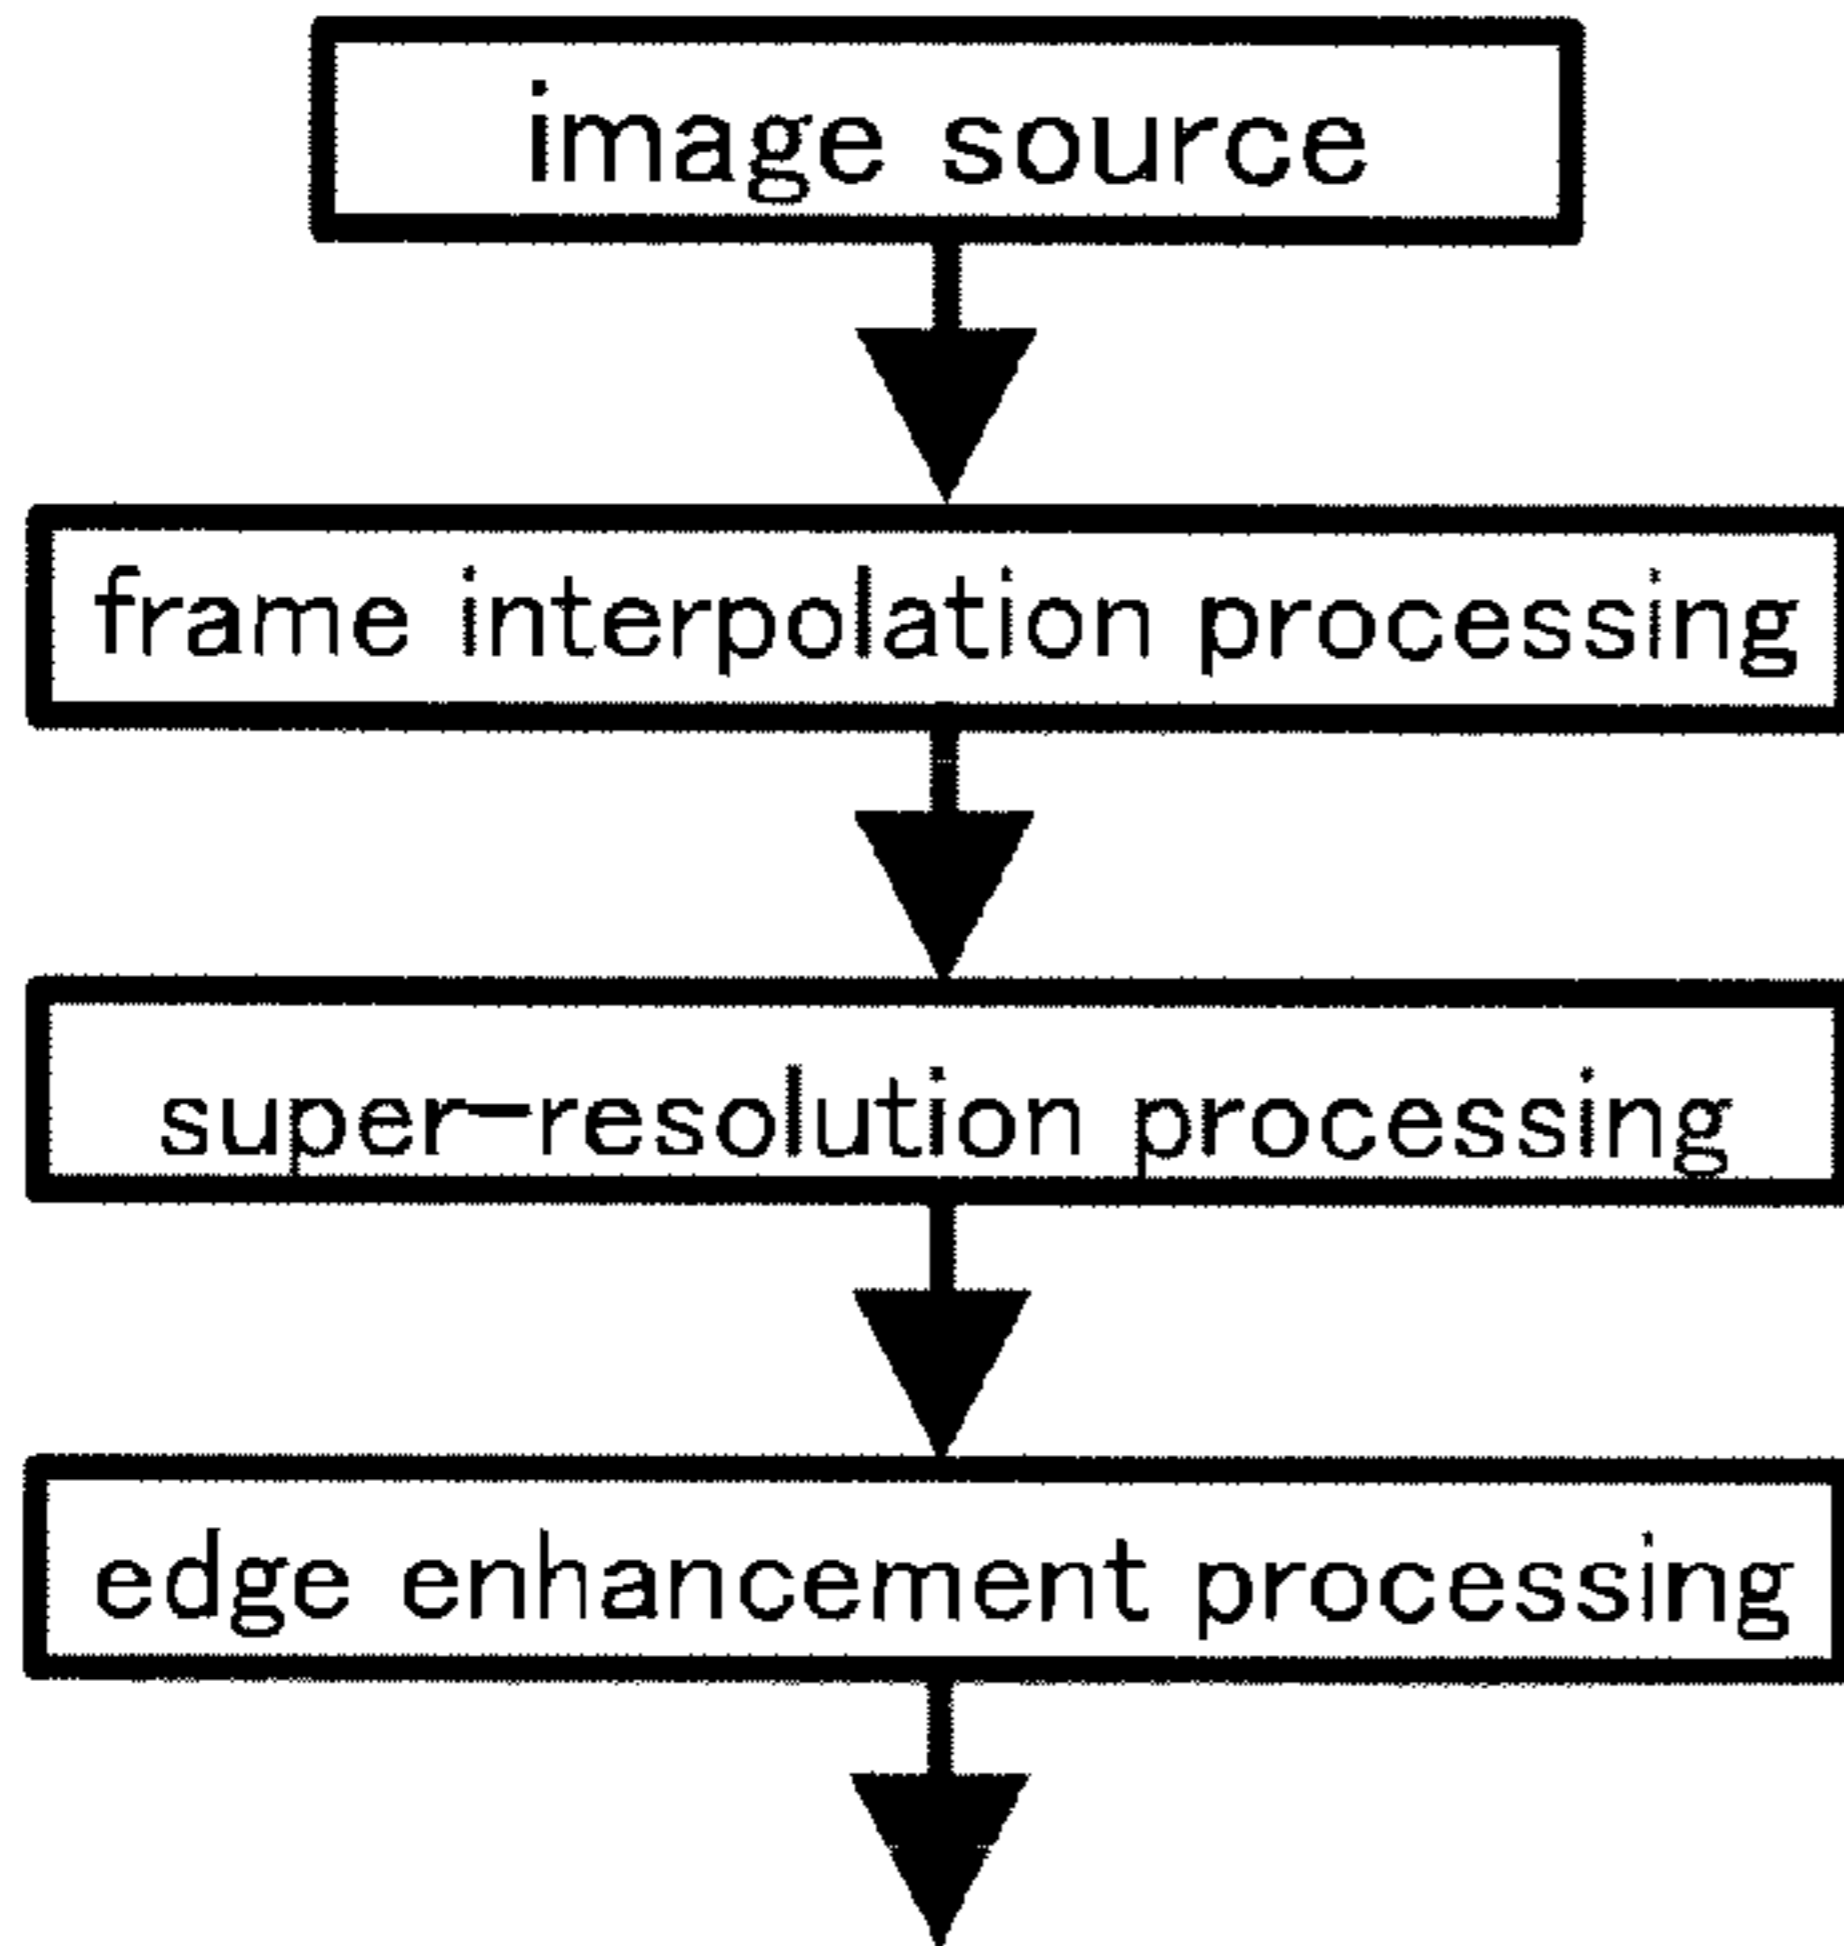 image source
frame interpolation processing
super-resolution processing
edge enhancement processing